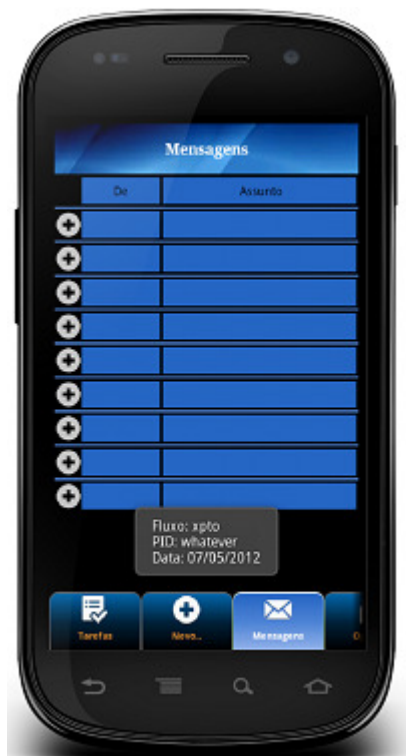 Mensagens
De Assunto
Fluxo: xpto
PID: whatever
Data: 07/05/2012
Tarefas Novo.. Mensagens